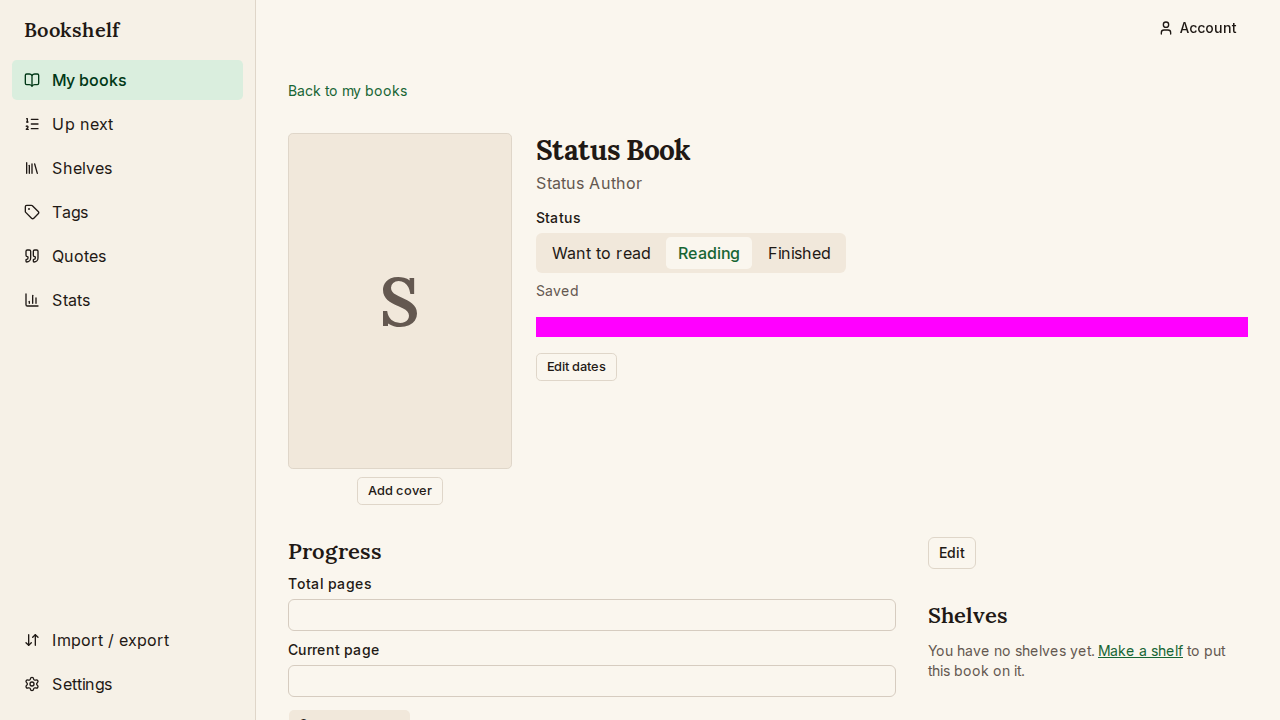 Bookshelf
Account
My books
Up next
Shelves
Tags
Quotes
Stats
Import / export
Settings
Back to my books
S
Add cover
Status Book
Status Author
Status
Want to read
Reading
Finished
Saved
Edit dates
Progress
Total pages
Current page
Edit
Shelves
You have no shelves yet. Make a shelf to put
this book on it.